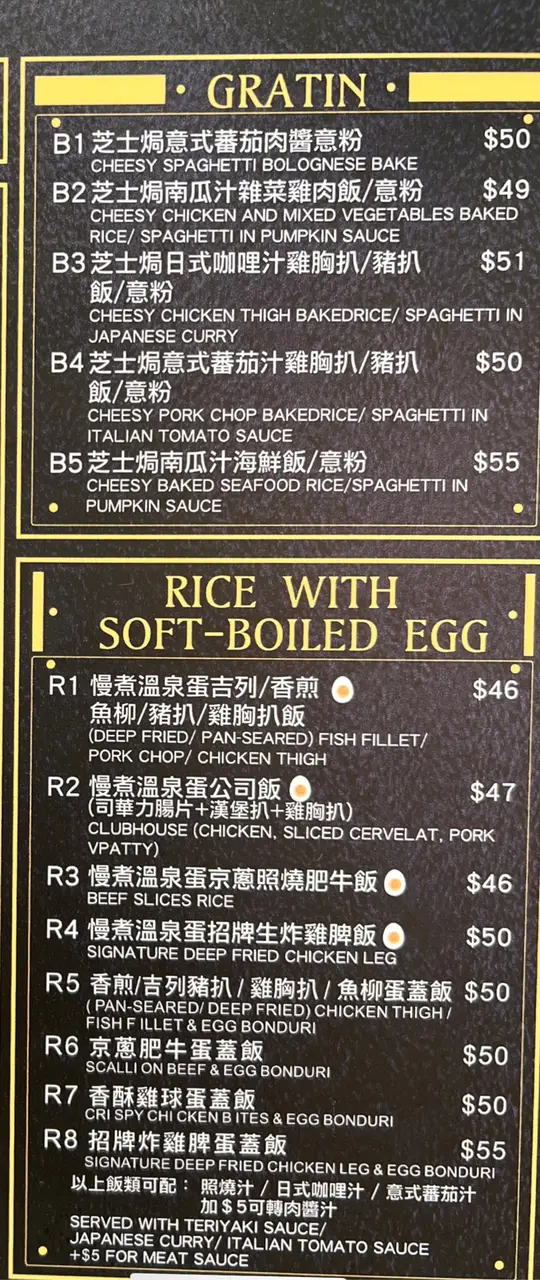 · GRATIN ·
B1 芝士焗意式蕃茄肉醬意粉 $50
CHEESY SPAGHETTI BOLOGNESE BAKE
B2 芝士焗南瓜汁雜菜雞肉飯/意粉 $49
CHEESY CHICKEN AND MIXED VEGETABLES BAKED
RICE/ SPAGHETTI IN PUMPKIN SAUCE
B3 芝士焗日式咖哩汁雞胸扒/豬扒 $51
飯/意粉
CHEESY CHICKEN THIGH BAKEDRICE/ SPAGHETTI IN
JAPANESE CURRY
B4 芝士焗意式蕃茄汁雞胸扒/豬扒 $50
飯/意粉
CHEESY PORK CHOP BAKEDRICE/ SPAGHETTI IN
ITALIAN TOMATO SAUCE
B5 芝士焗南瓜汁海鮮飯/意粉 $55
CHEESY BAKED SEAFOOD RICE/SPAGHETTI IN
PUMPKIN SAUCE
RICE WITH
SOFT-BOILED EGG
R1 慢煮溫泉蛋吉列/香煎 $46
魚柳/豬扒/雞胸扒飯
(DEEP FRIED/ PAN-SEARED) FISH FILLET/
PORK CHOP/ CHICKEN THIGH
R2 慢煮溫泉蛋公司飯 $47
(司華力腸片+漢堡扒+雞胸扒)
CLUBHOUSE (CHICKEN, SLICED CERVELAT, PORK
VPATTY)
R3 慢煮溫泉蛋京蔥照燒肥牛飯 $46
BEEF SLICES RICE
R4 慢煮溫泉蛋招牌生炸雞脾飯 $50
SIGNATURE DEEP FRIED CHICKEN LEG
R5 香煎/吉列豬扒/雞胸扒/魚柳蛋蓋飯 $50
(PAN-SEARED/DEEP FRIED) CHICKEN THIGH/
FISH F ILLET & EGG BONDURI
R6 京蔥肥牛蛋蓋飯 $50
SCALLI ON BEEF & EGG BONDURI
R7 香酥雞球蛋蓋飯 $50
CRI SPY CHI CKEN B ITES & EGG BONDURI
R8 招牌炸雞脾蛋蓋飯 $55
SIGNATURE DEEP FRIED CHICKEN LEG & EGG BONDURI
以上飯類可配： 照燒汁 / 日式咖哩汁 / 意式蕃茄汁
加＄5可轉肉醬汁
SERVED WITH TERIYAKI SAUCE/
JAPANESE CURRY/ ITALIAN TOMATO SAUCE
+$5 FOR MEAT SAUCE